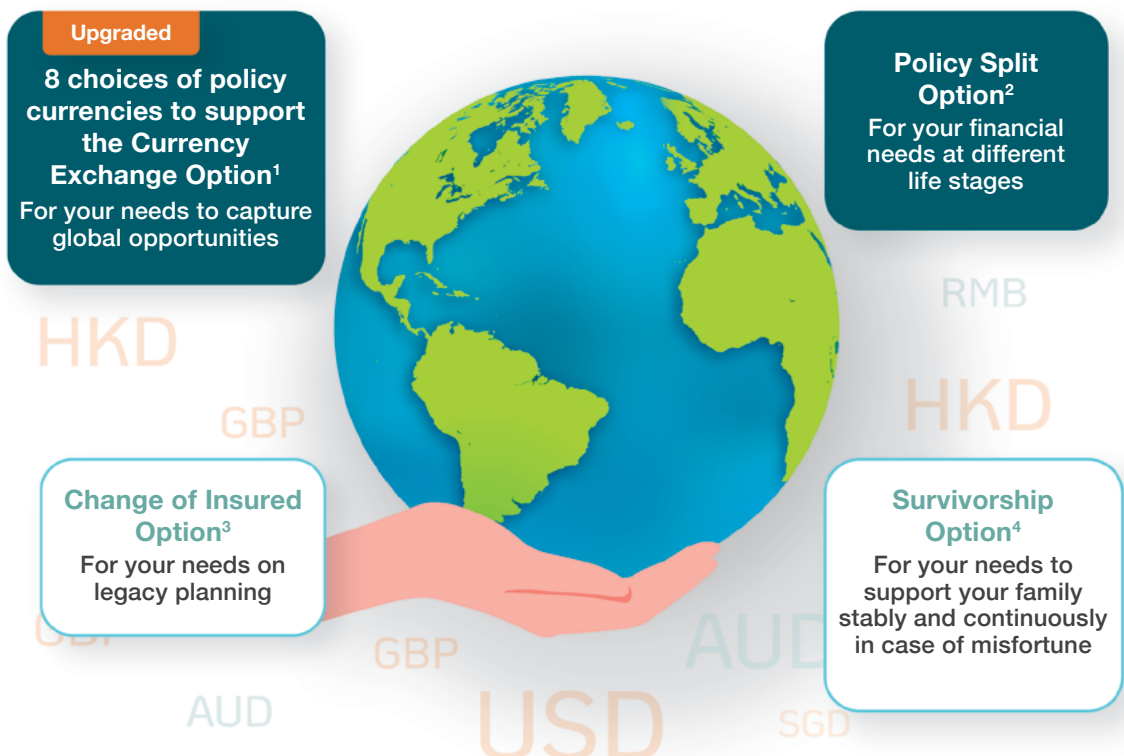 Upgraded
8 choices of policy
currencies to support
the Currency
Exchange Option¹
For your needs to capture
global opportunities
Policy Split
Option²
For your financial
needs at different
life stages
RMB
HKD
HKD
GBP
Change of Insured
Option³
For your needs on
legacy planning
Survivorship
Option⁴
For your needs to
support your family
stably and continuously
in case of misfortune
GBP
GBP
AUD
AUD
USD
SGD